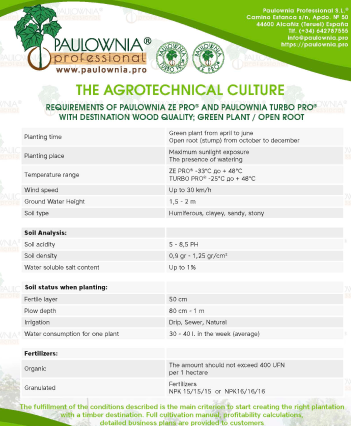 Paulownia Professional S.L.®
Camino Estanca s/n, Apdo. Nº 50
44600 Alcañiz (Teruel) España
Tlf. (+34) 642787555
info@paulownia.pro
https://paulownia.pro
PAULOWNIA®
professional
www.paulownia.pro
THE AGROTECHNICAL CULTURE
REQUIREMENTS OF PAULOWNIA ZE PRO® AND PAULOWNIA TURBO PRO®
WITH DESTINATION WOOD QUALITY; GREEN PLANT / OPEN ROOT
Planting time
Green plant from april to june
Open root (stump) from october to december
Planting place
Maximum sunlight exposure
The presence of watering
Temperature range
ZE PRO® -33°C до + 48°C
TURBO PRO® -25°C до + 48°C
Wind speed
Up to 30 km/h
Ground Water Height
1,5 - 2 m
Soil type
Humiferous, clayey, sandy, stony
Soil Analysis:
Soil acidity
5 - 8,5 PH
Soil density
0,9 gr - 1,25 gr/cm³
Water soluble salt content
Up to 1%
Soil status when planting:
Fertile layer
50 cm
Plow depth
80 cm - 1 m
Irrigation
Drip, Sewer, Natural
Water consumption for one plant
30 - 40 l. in the week (average)
Fertilizers:
Organic
The amount should not exceed 400 UFN
per 1 hectare
Granulated
Fertilizers
NPK 15/15/15 or NPK16/16/16
The fulfillment of the conditions described is the main criterion to start creating the right plantation
with a timber destination. Full cultivation manual, profitability calculations,
detailed business plans are provided to customers